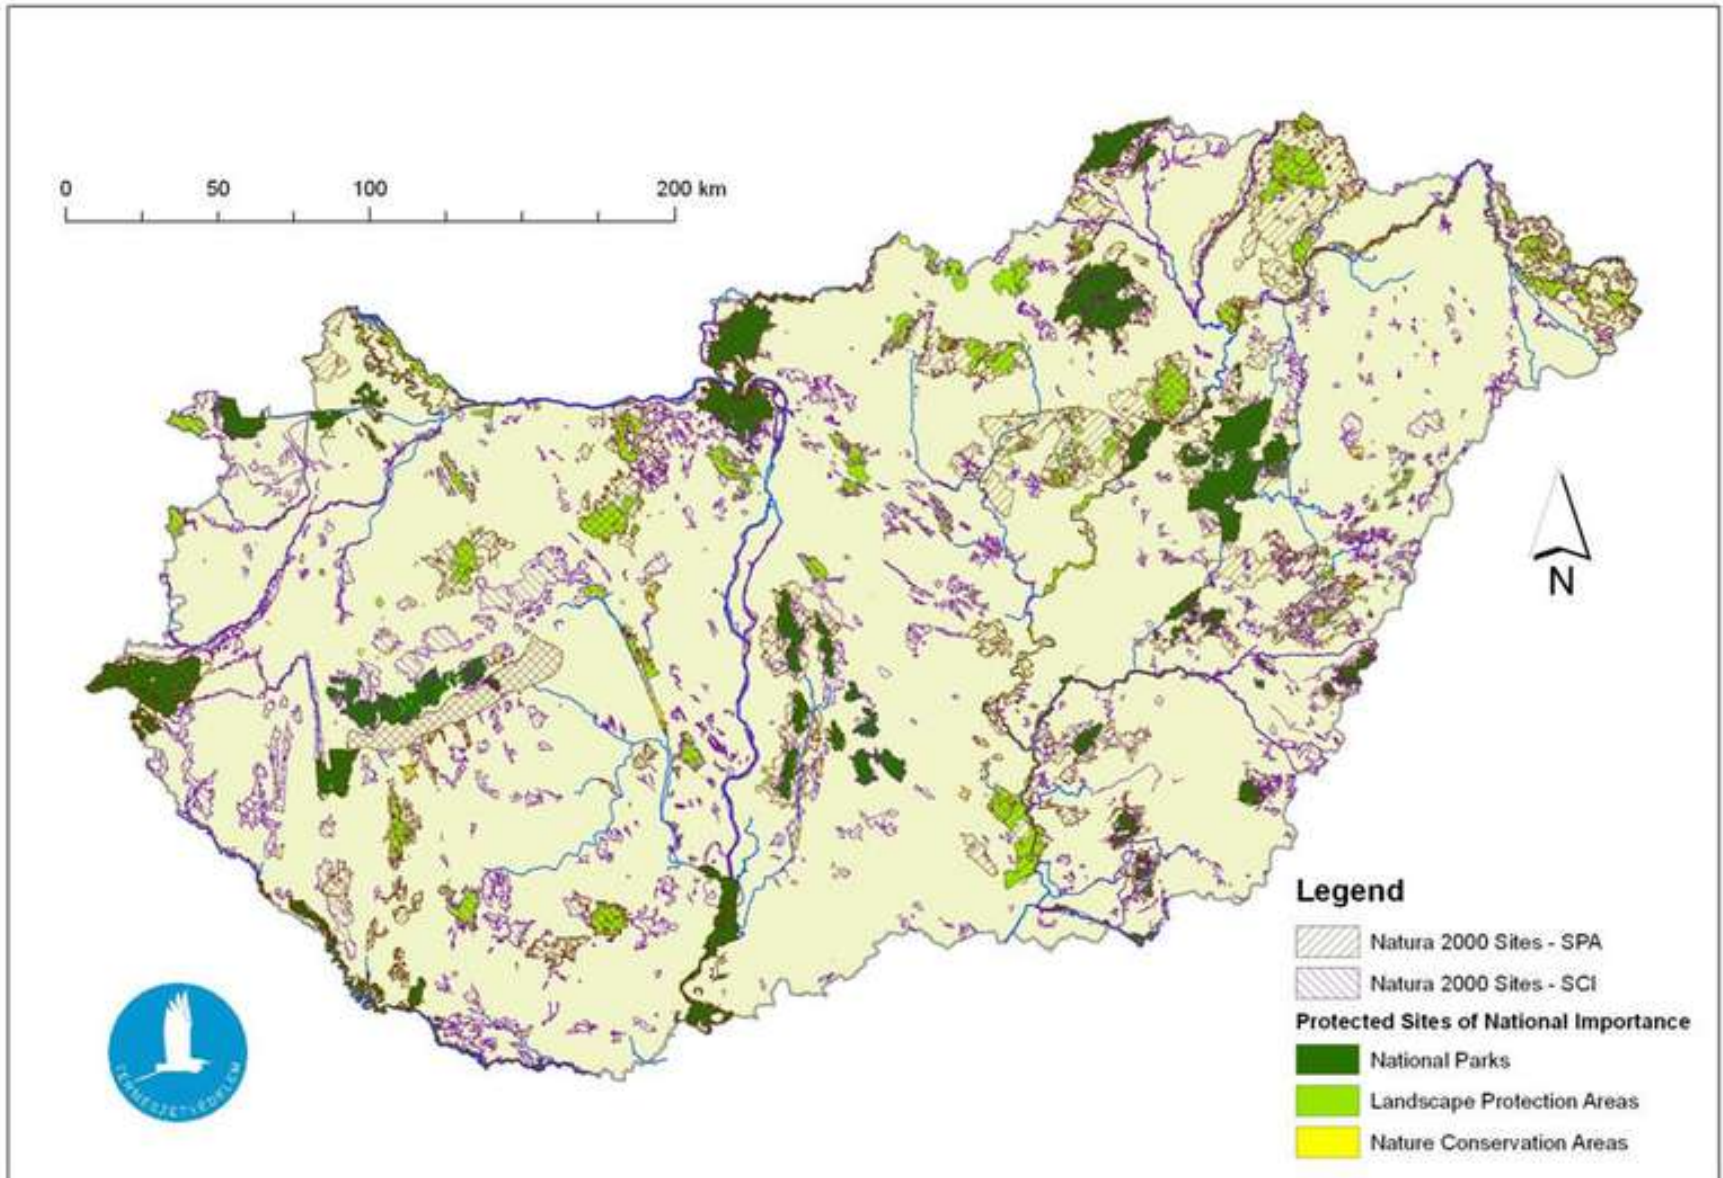 0 50 100 200 km
N
Legend
Natura 2000 Sites - SPA
Natura 2000 Sites - SCI
Protected Sites of National Importance
National Parks
Landscape Protection Areas
Nature Conservation Areas
TERMÉSZETVÉDELEM